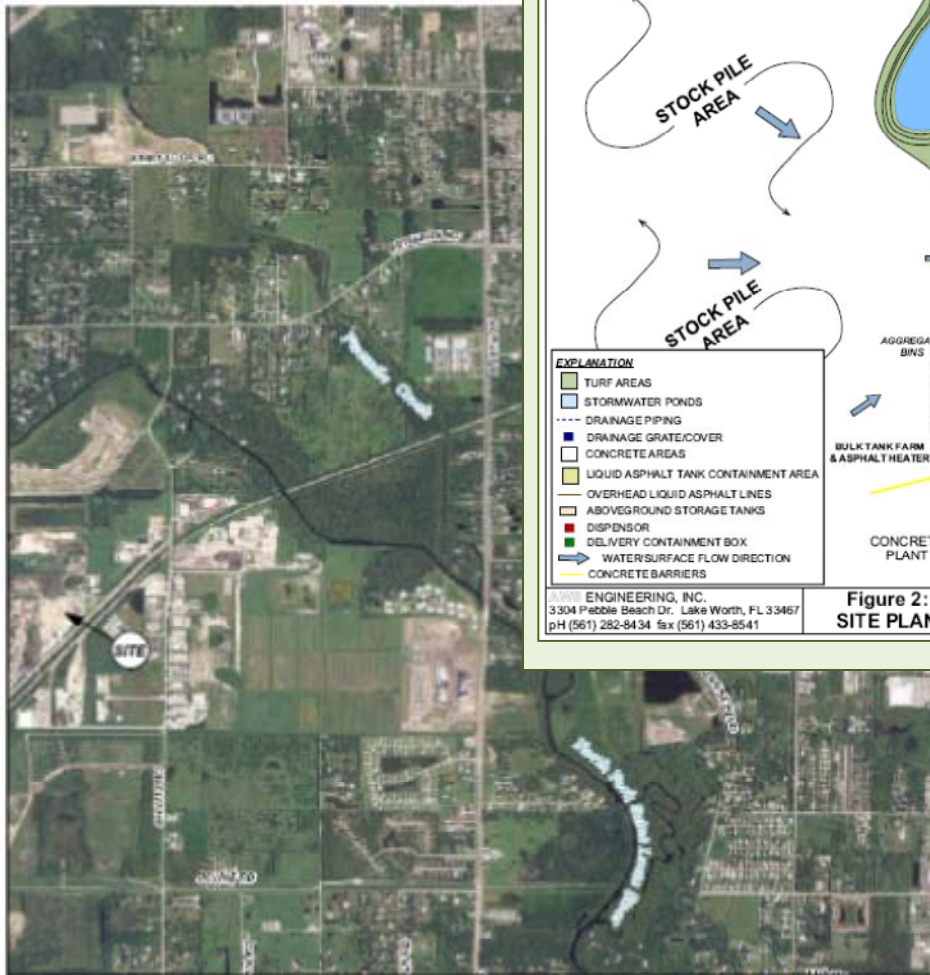 STOCK PILE
AREA
STOCK PILE
AREA
BINS
BULK TANK FARM
& ASPHALT HEATER
PLANT
EXPLANATION
TURF AREAS
STORMWATER PONDS
DRAINAGE PIPING
DRAINAGE GRATE/COVER
CONCRETE AREAS
LIQUID ASPHALT TANK CONTAINMENT AREA
OVERHEAD LIQUID ASPHALT LINES
ABOVEGROUND STORAGE TANKS
DISPENSOR
DELIVERY CONTAINMENT BOX
WATER/SURFACE FLOW DIRECTION
CONCRETE BARRIERS
AWS ENGINEERING, INC.
3304 Pebble Beach Dr. Lake Worth, FL 33467
pH (561) 282-8434 fax (561) 433-8541
Figure 2:
SITE PLAN
SITE
Creek